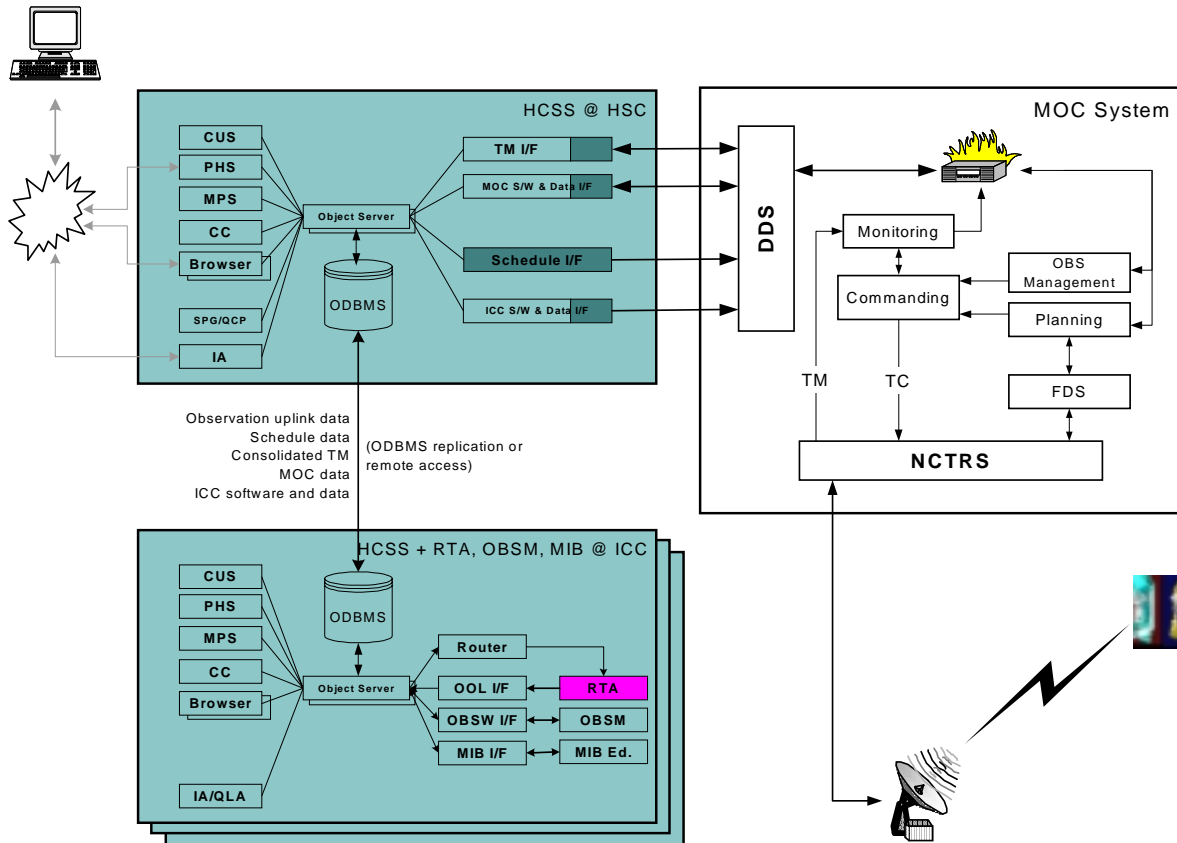 HCSS @ HSC
CUS
PHS
MPS
CC
Browser
SPG/QCP
IA
Object Server
ODBMS
TM I/F
MOC S/W & Data I/F
Schedule I/F
ICC S/W & Data I/F
MOC System
DDS
Monitoring
Commanding
OBS
Management
Planning
FDS
TM
TC
NCTRS
Observation uplink data
Schedule data
Consolidated TM
MOC data
ICC software and data
(ODBMS replication or
remote access)
HCSS + RTA, OBSM, MIB @ ICC
CUS
PHS
MPS
CC
Browser
IA/QLA
ODBMS
Object Server
Router
OOL I/F
RTA
OBSW I/F
OBSM
MIB I/F
MIB Ed.